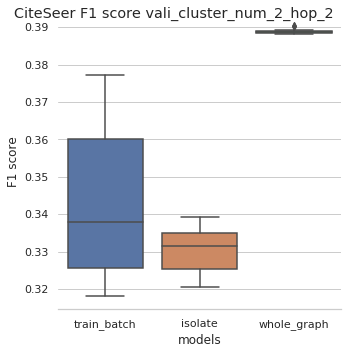 CiteSeer F1 score vali_cluster_num_2_hop_2
0.39
0.38
0.37
0.36
0.35
0.34
0.33
0.32
F1 score
train_batch isolate whole_graph
models